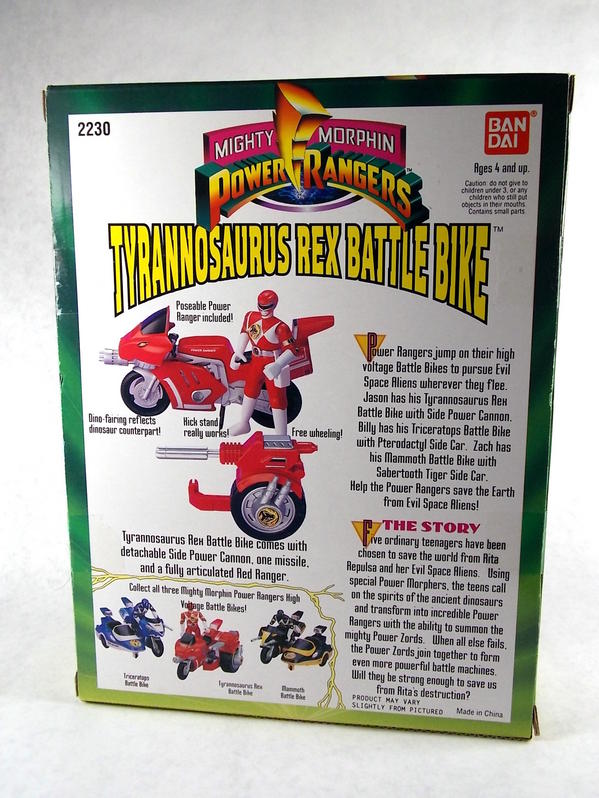 2230
MIGHTY MORPHIN
POWER RANGERS™
BAN
DAI®
Ages 4 and up.
Caution: do not give to
children under 3, or any
children who still put
objects in their mouths.
Contains small parts
TYRANNOSAURUS REX BATTLE BIKE™
Poseable Power
Ranger included!
POWER RANGERS
Dino-fairing reflects
dinosaur counterpart!
Kick stand
really works!
Free wheeling!
Tyrannosaurus Rex Battle Bike comes with
detachable Side Power Cannon, one missile,
and a fully articulated Red Ranger.
Collect all three Mighty Morphin Power Rangers High
Voltage Battle Bikes!
Triceratops
Battle Bike
Tyrannosaurus Rex
Battle Bike
Mammoth
Battle Bike
Power Rangers jump on their high
voltage Battle Bikes to pursue Evil
Space Aliens wherever they flee.
Jason has his Tyrannosaurus Rex
Battle Bike with Side Power Cannon.
Billy has his Triceratops Battle Bike
with Pterodactyl Side Car. Zach has
his Mammoth Battle Bike with
Sabertooth Tiger Side Car.
Help the Power Rangers save the Earth
from Evil Space Aliens!
THE STORY
Five ordinary teenagers have been
chosen to save the world from Rita
Repulsa and her Evil Space Aliens. Using
special Power Morphers, the teens call
on the spirits of the ancient dinosaurs
and transform into incredible Power
Rangers with the ability to summon the
mighty Power Zords. When all else fails,
the Power Zords join together to form
even more powerful battle machines.
Will they be strong enough to save us
from Rita's destruction?
PRODUCT MAY VARY
SLIGHTLY FROM PICTURED
Made in China